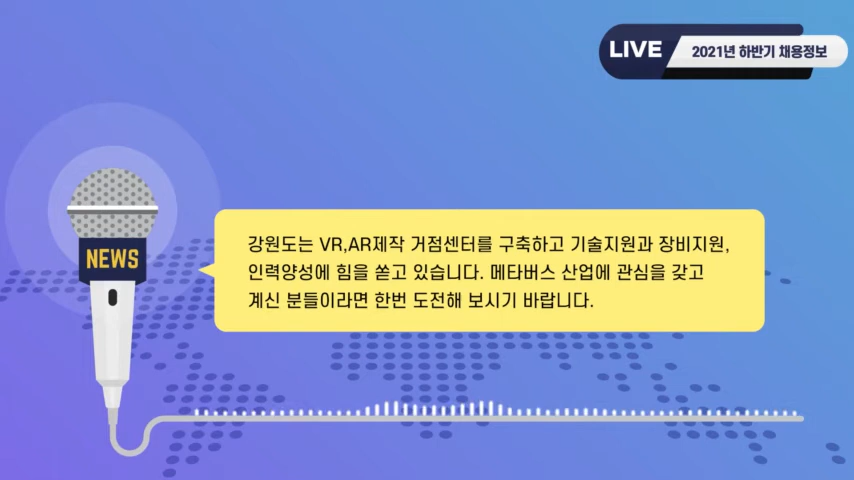 LIVE 2021년 하반기 채용정보
NEWS
강원도는 VR,AR제작 거점센터를 구축하고 기술지원과 장비지원,
인력양성에 힘을 쏟고 있습니다. 메타버스 산업에 관심을 갖고
계신 분들이라면 한번 도전해 보시기 바랍니다.